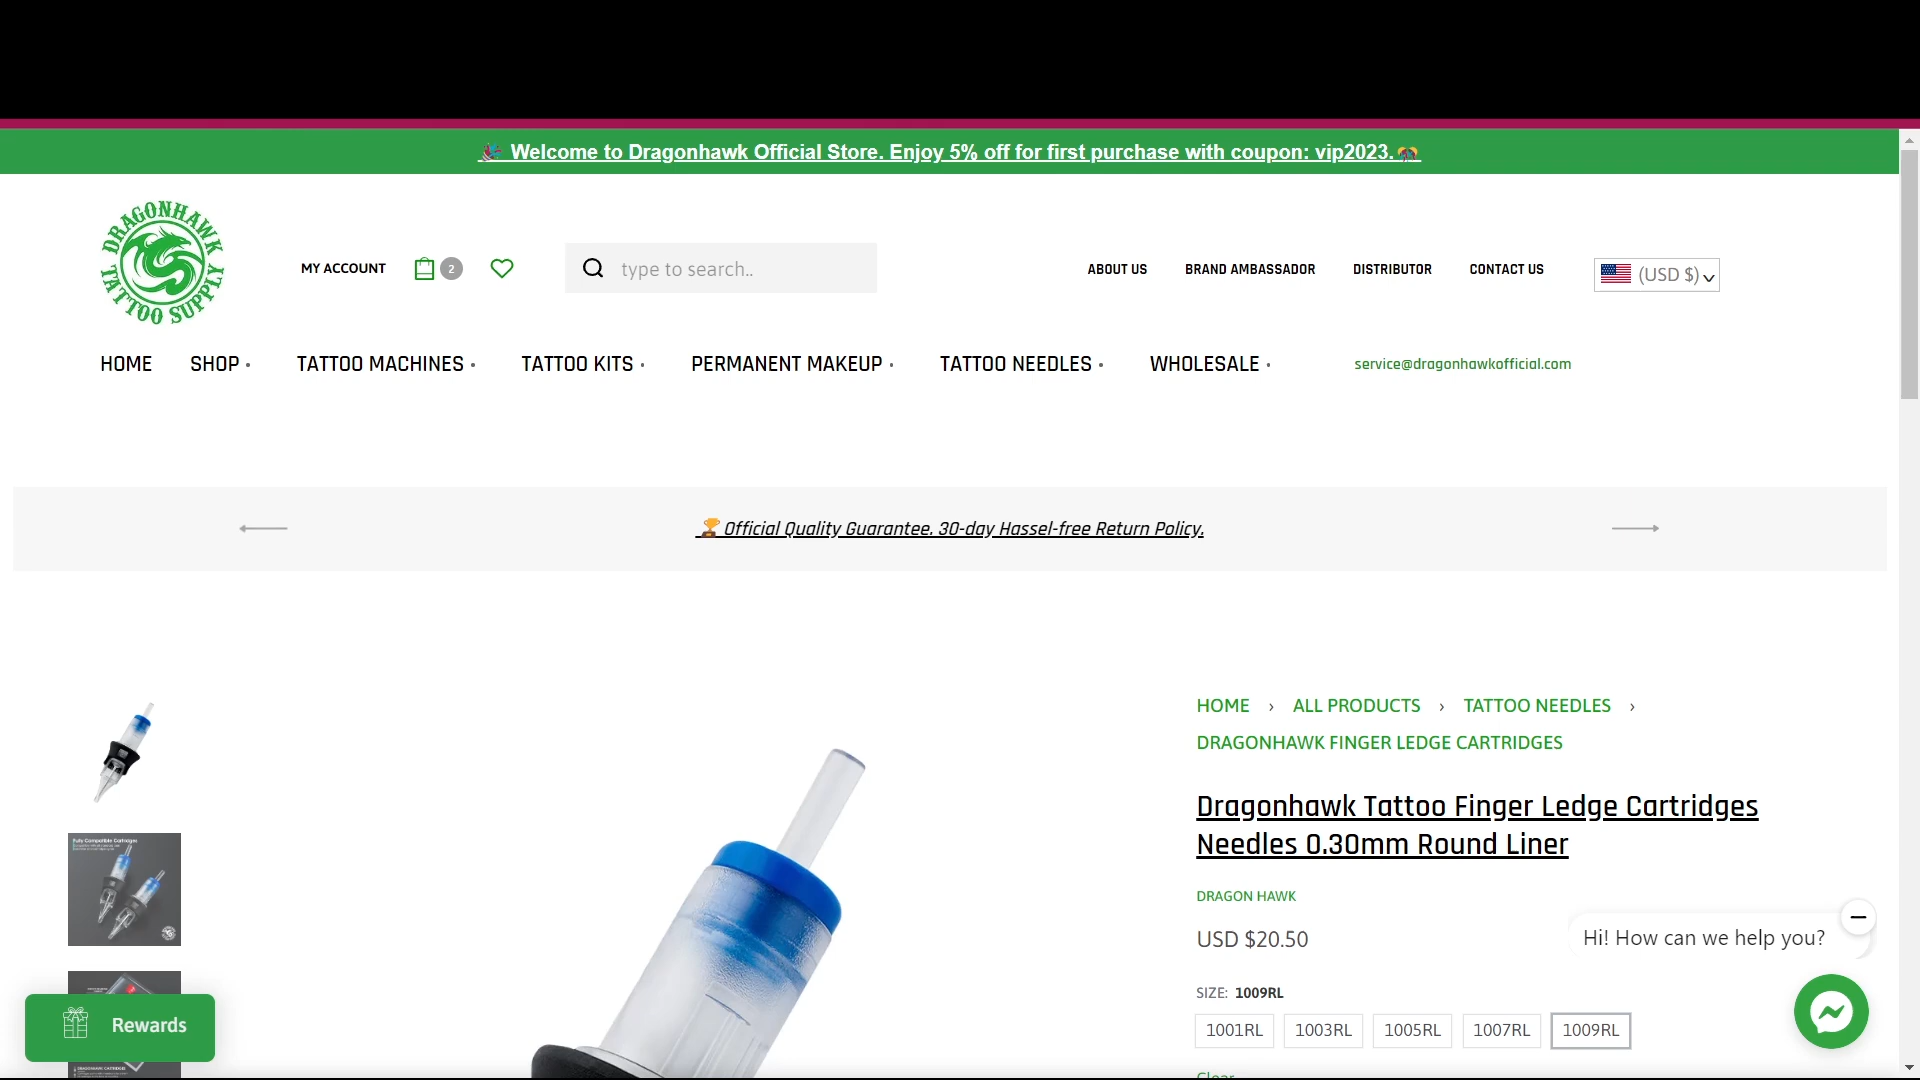 Welcome to Dragonhawk Official Store. Enjoy 5% off for first purchase with coupon: vip2023.
DRAGONHAWK
TATTOO SUPPLY
MY ACCOUNT
2
type to search..
ABOUT US
BRAND AMBASSADOR
DISTRIBUTOR
CONTACT US
(USD $)
HOME
SHOP
TATTOO MACHINES
TATTOO KITS
PERMANENT MAKEUP
TATTOO NEEDLES
WHOLESALE
service@dragonhawkofficial.com
Official Quality Guarantee. 30-day Hassel-free Return Policy.
HOME › ALL PRODUCTS › TATTOO NEEDLES ›
DRAGONHAWK FINGER LEDGE CARTRIDGES
Dragonhawk Tattoo Finger Ledge Cartridges
Needles 0.30mm Round Liner
DRAGON HAWK
USD $20.50
Hi! How can we help you?
SIZE: 1009RL
1001RL
1003RL
1005RL
1007RL
1009RL
Clear
Fully Compatible Cartridges
Rewards
DRAGONHAWK CARTRIDGE